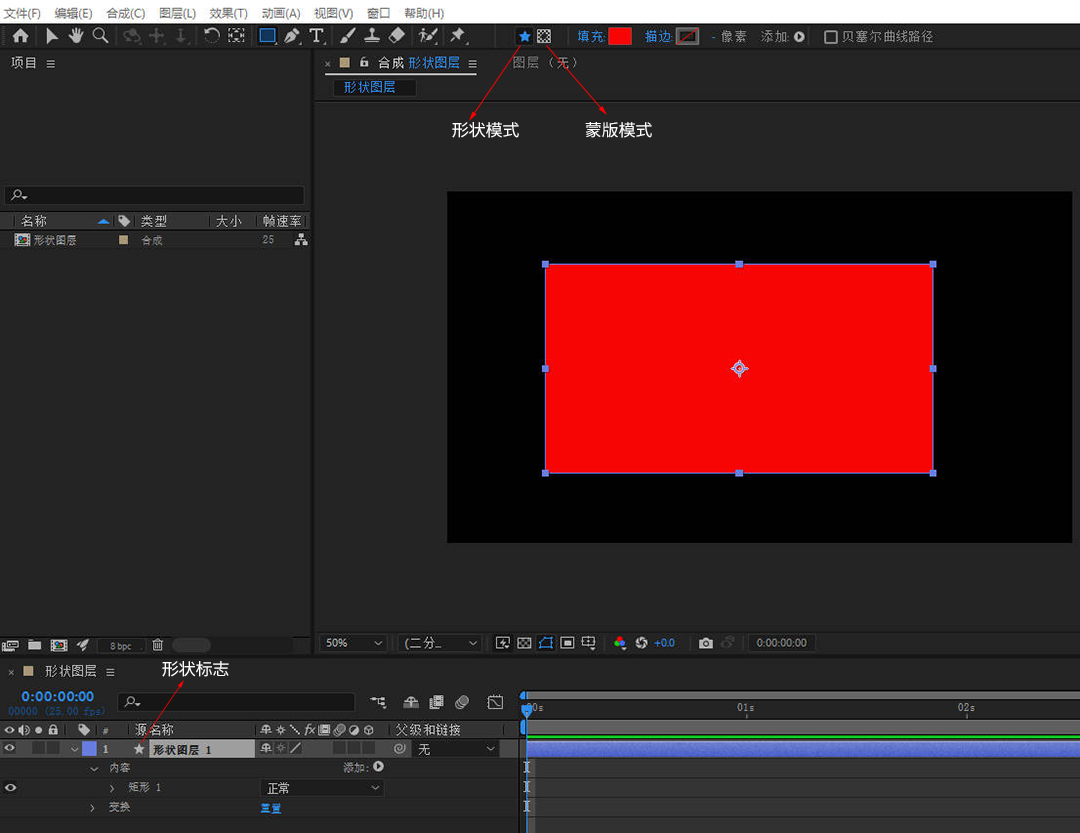 文件(F) 编辑(E) 合成(C) 图层(L) 效果(T) 动画(A) 视图(V) 窗口 帮助(H)
填充: 描边: - 像素 添加: 贝塞尔曲线路径
项目
× 合成 形状图层 图层 (无)
形状图层
形状模式 蒙版模式
名称 类型 大小 帧速率
形状图层 合成 25
8 bpc
50% (二分... +0.0 0:00:00:00
× 形状图层
形状标志
0:00:00:00
00000 (25.00 fps)
:00s 01s 02s
# 源名称 fx 父级和链接
1 形状图层 1 无
内容 添加:
矩形 1 正常
变换 重置